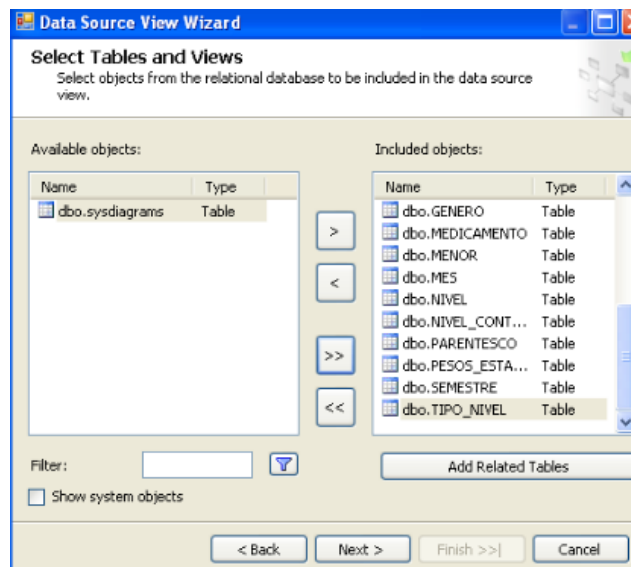 Data Source View Wizard
Select Tables and Views
Select objects from the relational database to be included in the data source
view.
Available objects:
Name Type
dbo.sysdiagrams Table
>
<
>>
<<
Included objects:
Name Type
dbo.GENERO Table
dbo.MEDICAMENTO Table
dbo.MENOR Table
dbo.MES Table
dbo.NIVEL Table
dbo.NIVEL_CONT... Table
dbo.PARENTESCO Table
dbo.PESOS_ESTA... Table
dbo.SEMESTRE Table
dbo.TIPO_NIVEL Table
Filter:
Add Related Tables
Show system objects
< Back Next > Finish >>| Cancel